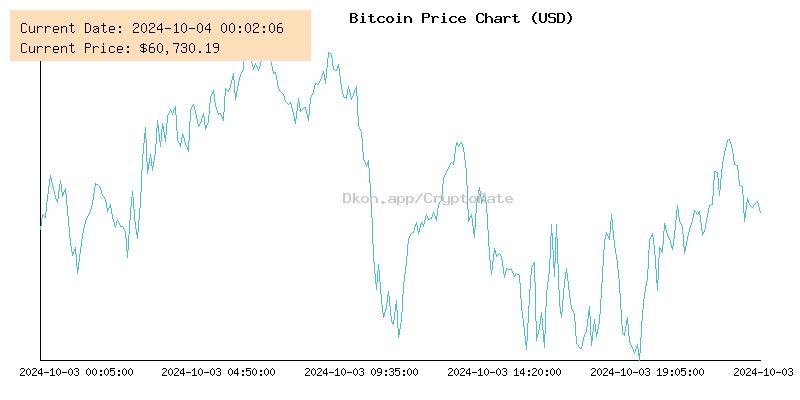 Bitcoin Price Chart (USD)
Current Date: 2024-10-04 00:02:06
Current Price: $60,730.19
Dkon.app/CryptoRate
2024-10-03 00:05:00 2024-10-03 04:50:00 2024-10-03 09:35:00 2024-10-03 14:20:00 2024-10-03 19:05:00 2024-10-03